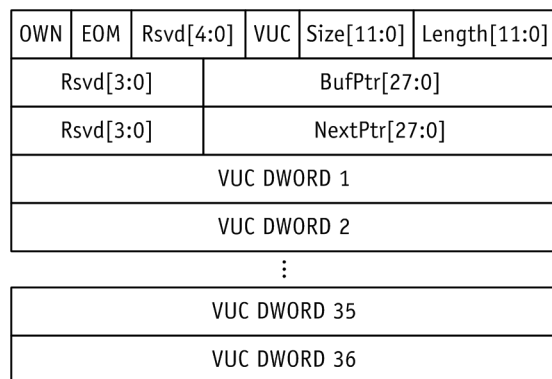 OWN EOM Rsvd[4:0] VUC Size[11:0] Length[11:0]
Rsvd[3:0] BufPtr[27:0]
Rsvd[3:0] NextPtr[27:0]
VUC DWORD 1
VUC DWORD 2
⋮
VUC DWORD 35
VUC DWORD 36